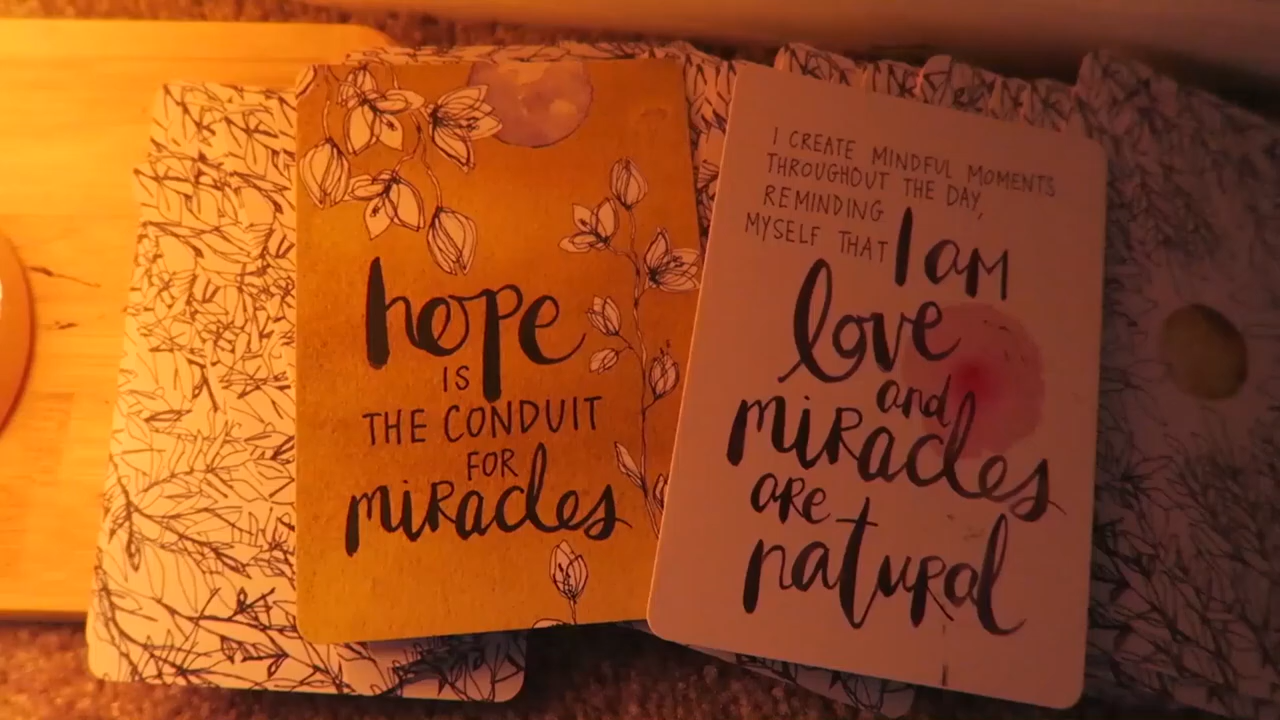 hope
IS
THE CONDUIT
FOR
miracles
I CREATE MINDFUL MOMENTS
THROUGHOUT THE DAY,
REMINDING
MYSELF THAT I am
love
and
miracles
are
natural